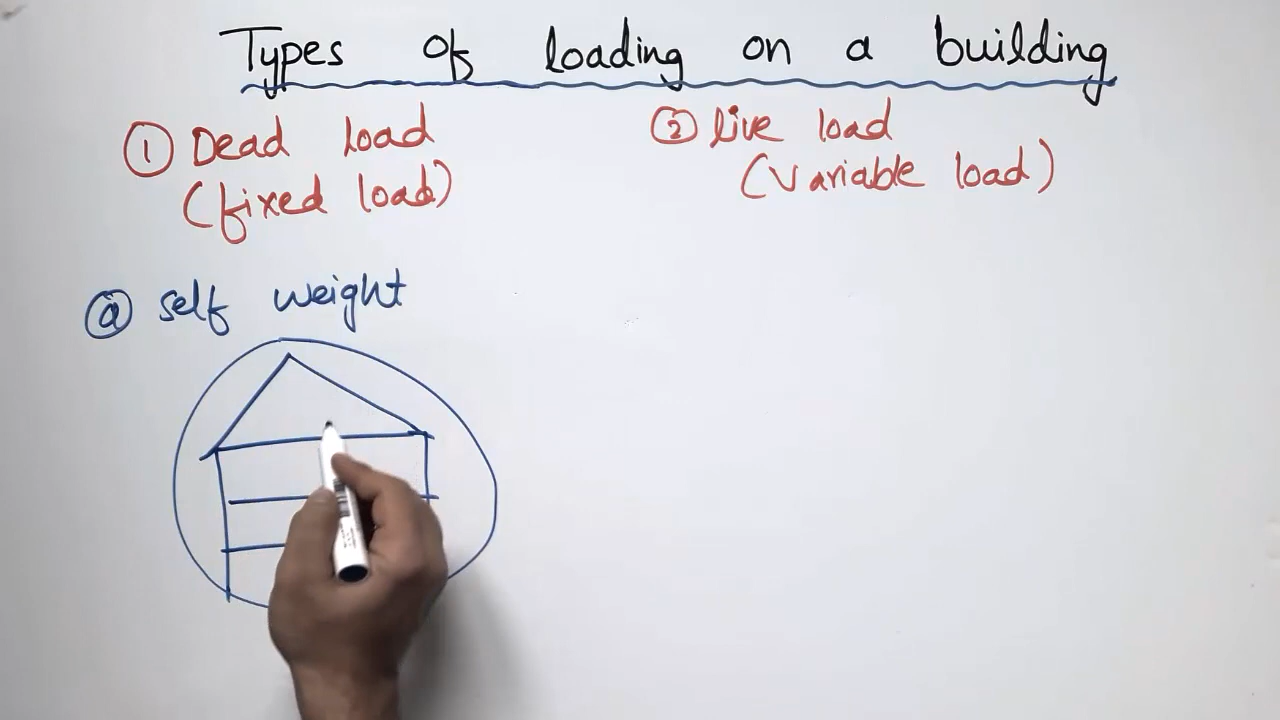 Types of loading on a building
① Dead load
(fixed load)
② live load
(Variable load)
ⓐ self weight